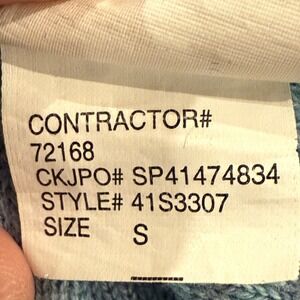 CONTRACTOR#
72168
CKJPO# SP41474834
STYLE# 41S3307
SIZE S